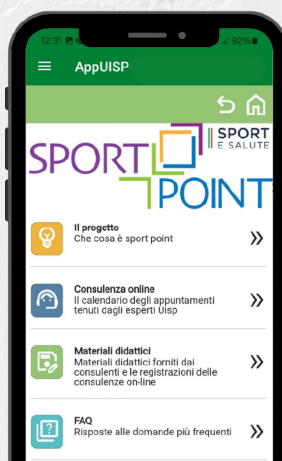 12:31
92%
AppUISP
SPORT
E SALUTE
SPORT
POINT
Il progetto
Che cosa è sport point
Consulenza online
Il calendario degli appuntamenti
tenuti dagli esperti Uisp
Materiali didattici
Materiali didattici forniti dai
consulenti e le registrazioni delle
consulenze on-line
FAQ
Risposte alle domande più frequenti